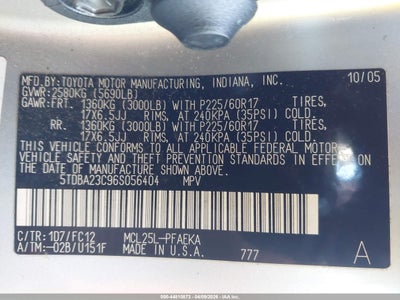 MFD.BY:TOYOTA MOTOR MANUFACTURING, INDIANA, INC. 10/05
GVWR:2580KG (5690LB)
GAWR:FRT. 1360KG (3000LB) WITH P225/60R17 TIRES,
17X6.5JJ RIMS, AT 240KPA (35PSI) COLD.
RR. 1360KG (3000LB) WITH P225/60R17 TIRES,
17X6.5JJ RIMS, AT 240KPA (35PSI) COLD.
THIS VEHICLE CONFORMS TO ALL APPLICABLE FEDERAL MOTOR
VEHICLE SAFETY, BUMPER, AND THEFT PREVENTION
STANDARDS IN EFFECT ON THE DATE OF MANUFACTURE
SHOWN ABOVE.
5TDBA23C96S056404 MPV
C/TR:1D7/FC12 MCL25L-PFAEKA
A/TM:-02B/U151F MADE IN U.S.A. 777 A